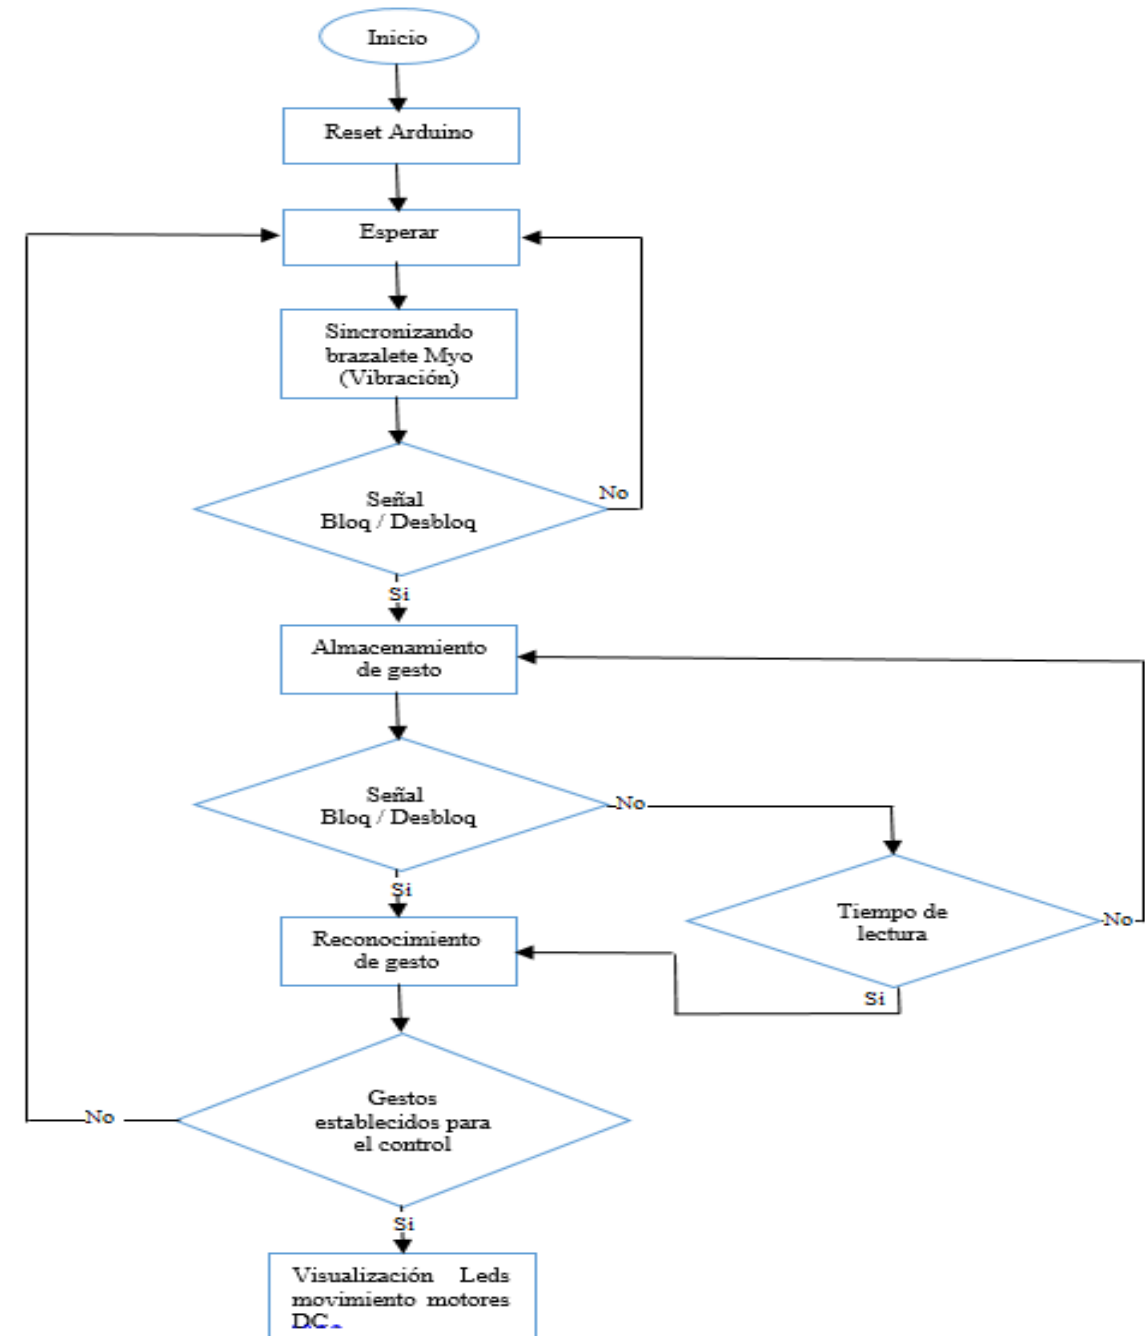 Inicio
Reset Arduino
Esperar
Sincronizando
brazalete Myo
(Vibración)
Señal
Bloq / Desbloq
No
Si
Almacenamiento
de gesto
Señal
Bloq / Desbloq
No
Si
Tiempo de
lectura
No
Si
Reconocimiento
de gesto
Gestos
establecidos para
el control
No
Si
Visualización Leds
movimiento motores
DC